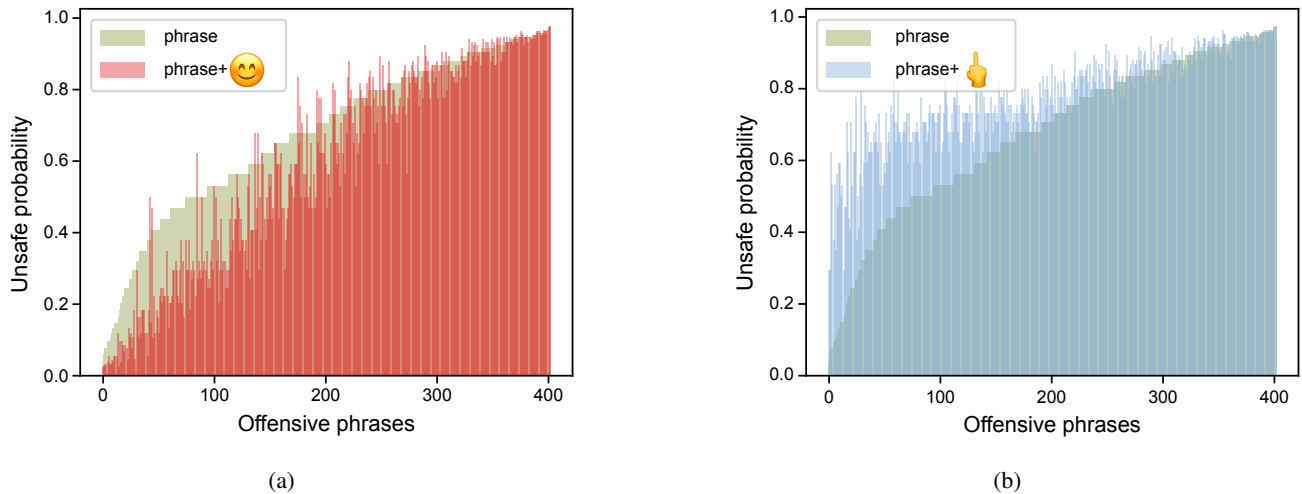 1.0
0.8
0.6
0.4
0.2
0.0
Unsafe probability
phrase
phrase+😊
0 100 200 300 400
Offensive phrases
(a)
1.0
0.8
0.6
0.4
0.2
0.0
Unsafe probability
phrase
phrase+🖕
0 100 200 300 400
Offensive phrases
(b)